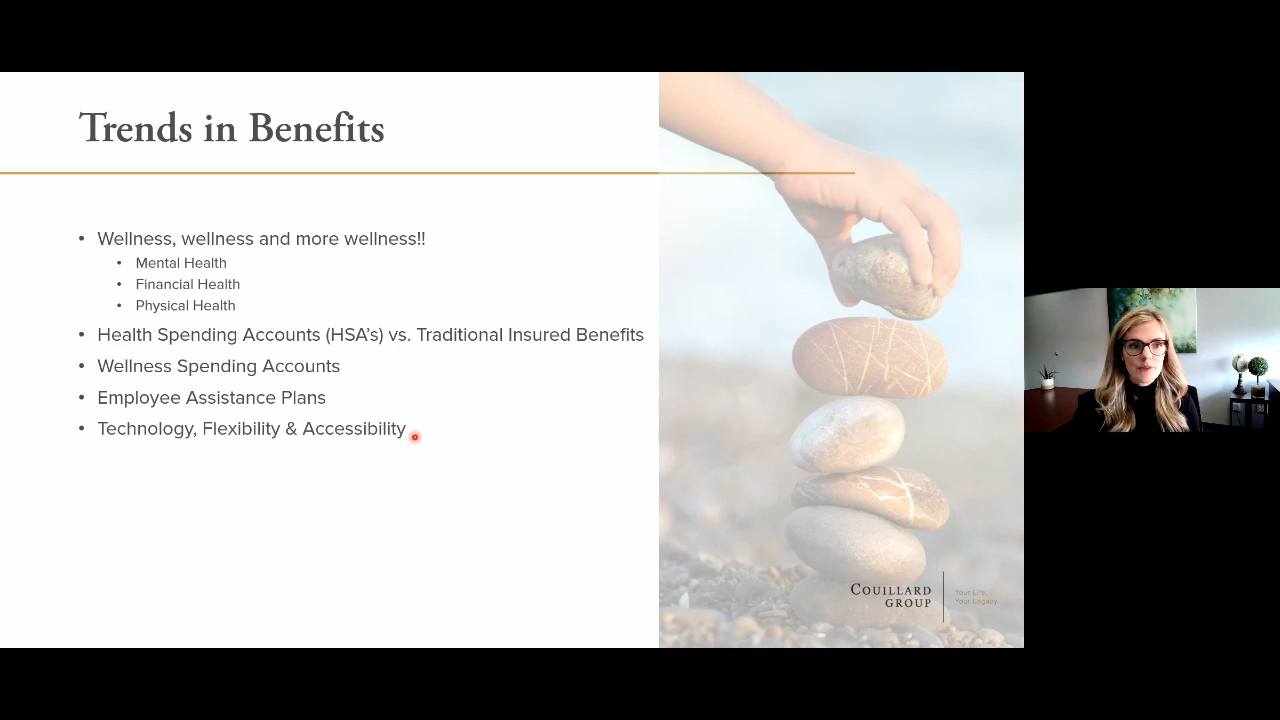 Trends in Benefits
Wellness, wellness and more wellness!!
Mental Health
Financial Health
Physical Health
Health Spending Accounts (HSA's) vs. Traditional Insured Benefits
Wellness Spending Accounts
Employee Assistance Plans
Technology, Flexibility & Accessibility
COUILLARD
GROUP
Your Life.
Your Legacy.